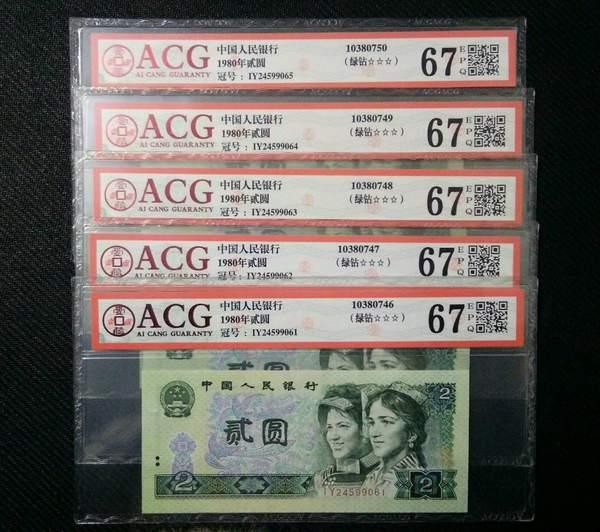 ACG
AI CANG GUARANTY
中国人民银行
1980年贰圆
冠号：IY24599065
10380750
（绿钻☆☆☆）
67 EPQ
ACG
AI CANG GUARANTY
中国人民银行
1980年贰圆
冠号：IY24599064
10380749
（绿钻☆☆☆）
67 EPQ
ACG
AI CANG GUARANTY
中国人民银行
1980年贰圆
冠号：IY24599063
10380748
（绿钻☆☆☆）
67 EPQ
ACG
AI CANG GUARANTY
中国人民银行
1980年贰圆
冠号：IY24599062
10380747
（绿钻☆☆☆）
67 EPQ
ACG
AI CANG GUARANTY
中国人民银行
1980年贰圆
冠号：IY24599061
10380746
（绿钻☆☆☆）
67 EPQ
中国人民银行
2
贰圆
IY24599061
2
2